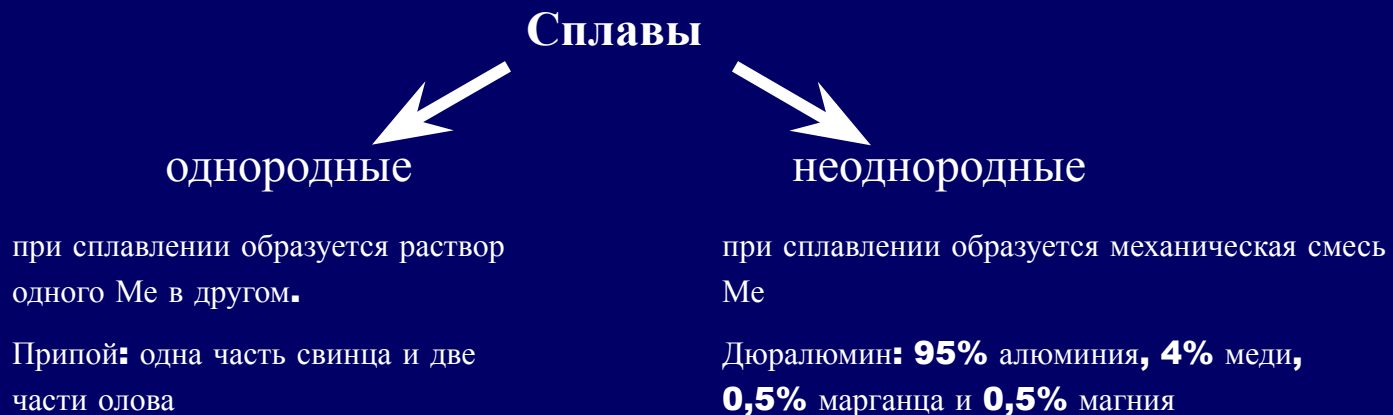 Сплавы
однородные
неоднородные
при сплавлении образуется раствор
одного Ме в другом.
Припой: одна часть свинца и две
части олова
при сплавлении образуется механическая смесь
Ме
Дюралюмин: 95% алюминия, 4% меди,
0,5% марганца и 0,5% магния